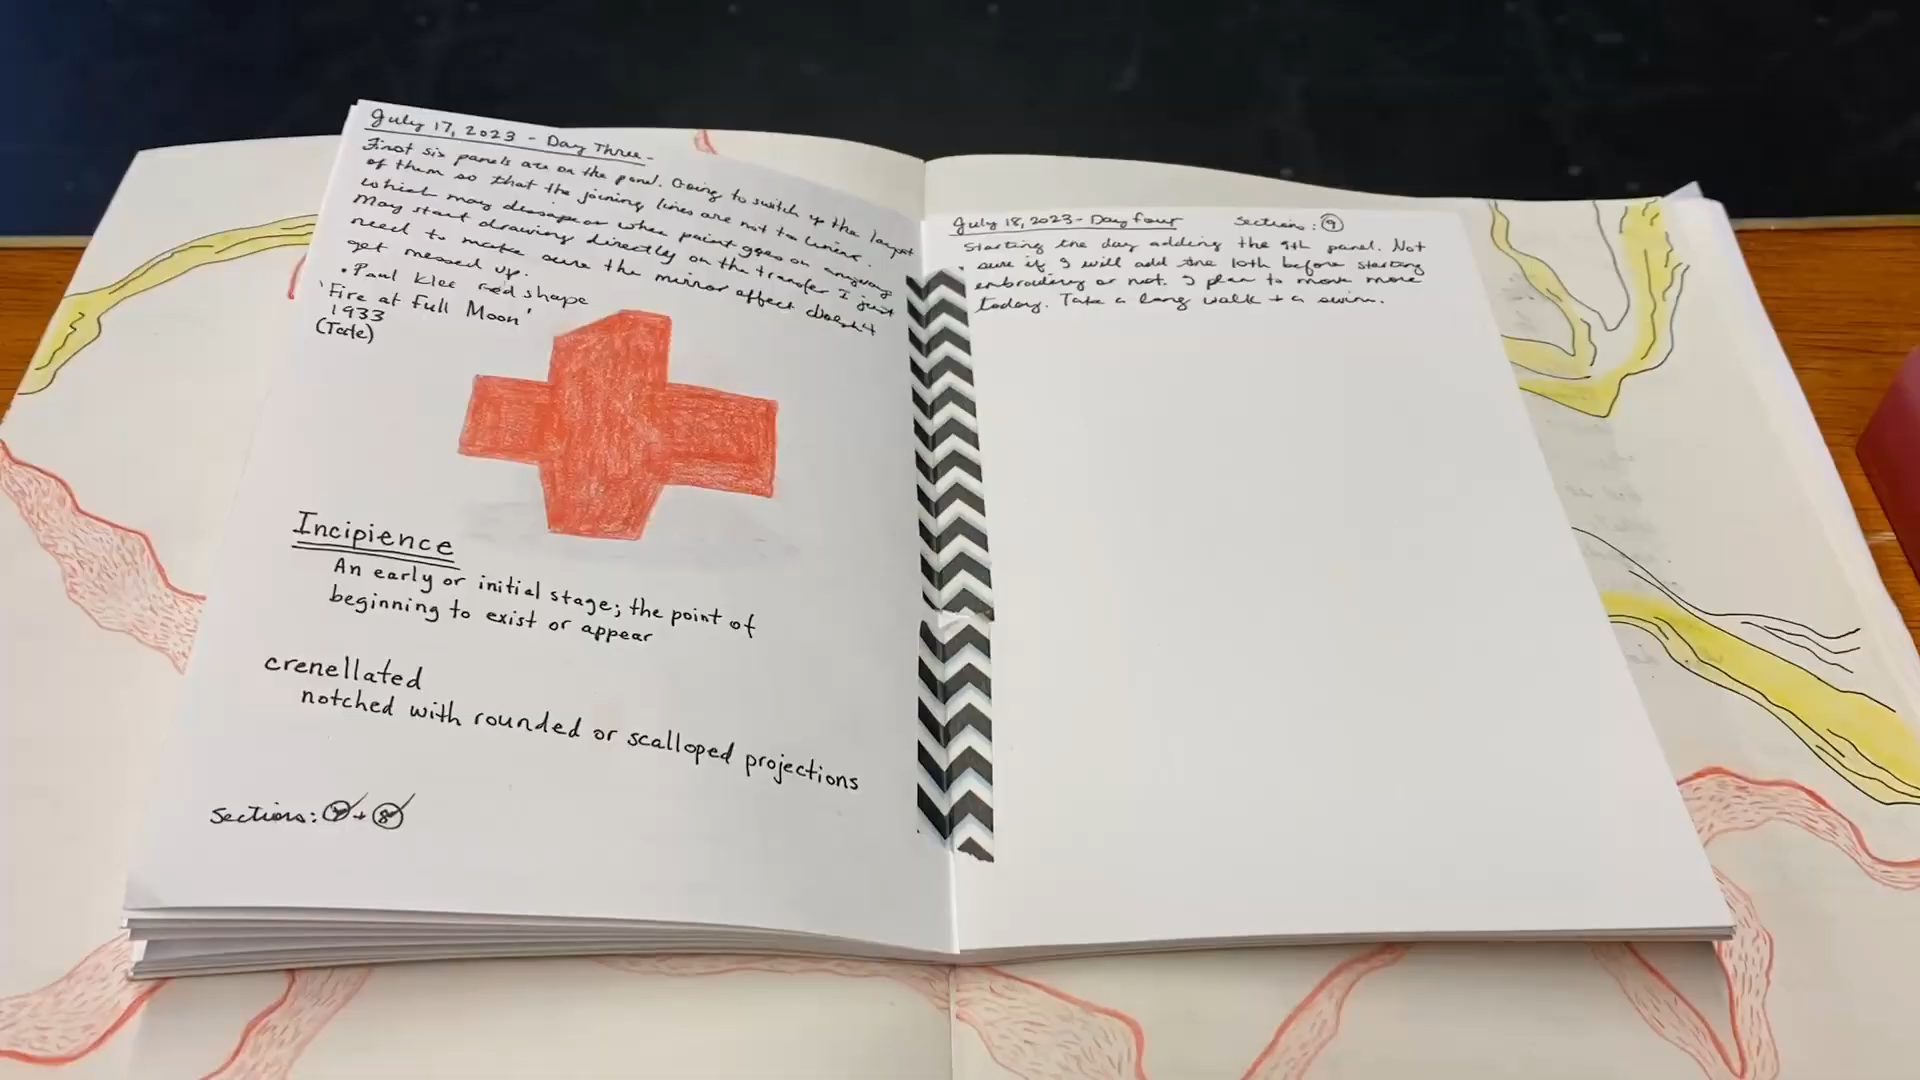 July 17, 2023 - Day Three -
First six panels are on the panel. Going to switch up the layout
of them so that the joining lines are not to linear.
which may dissapear when paint goes on anyway
May start drawing directly on the transfer I just
need to make sure the mirror affect doesn't
get messed up.
• Paul Klee red shape
'Fire at Full Moon'
1933
(Tate)
Incipience
An early or initial stage; the point of
beginning to exist or appear
crenellated
notched with rounded or scalloped projections
Sections: 7 + 8
July 18, 2023 - Day four Sections: 9
Starting the day adding the 9th panel. Not
sure if I will add the 10th before starting
embroidery or not. I plan to move more
today. Take a long walk + a swim.